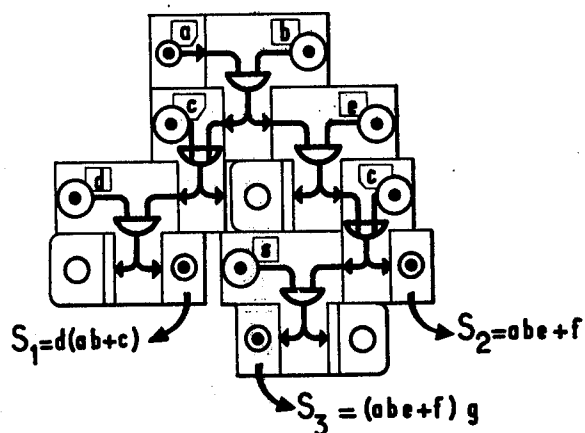 a b
c e
d c
s
S₁=d(ab+c)
S₂=abe+f
S₃ = (abe+f) g